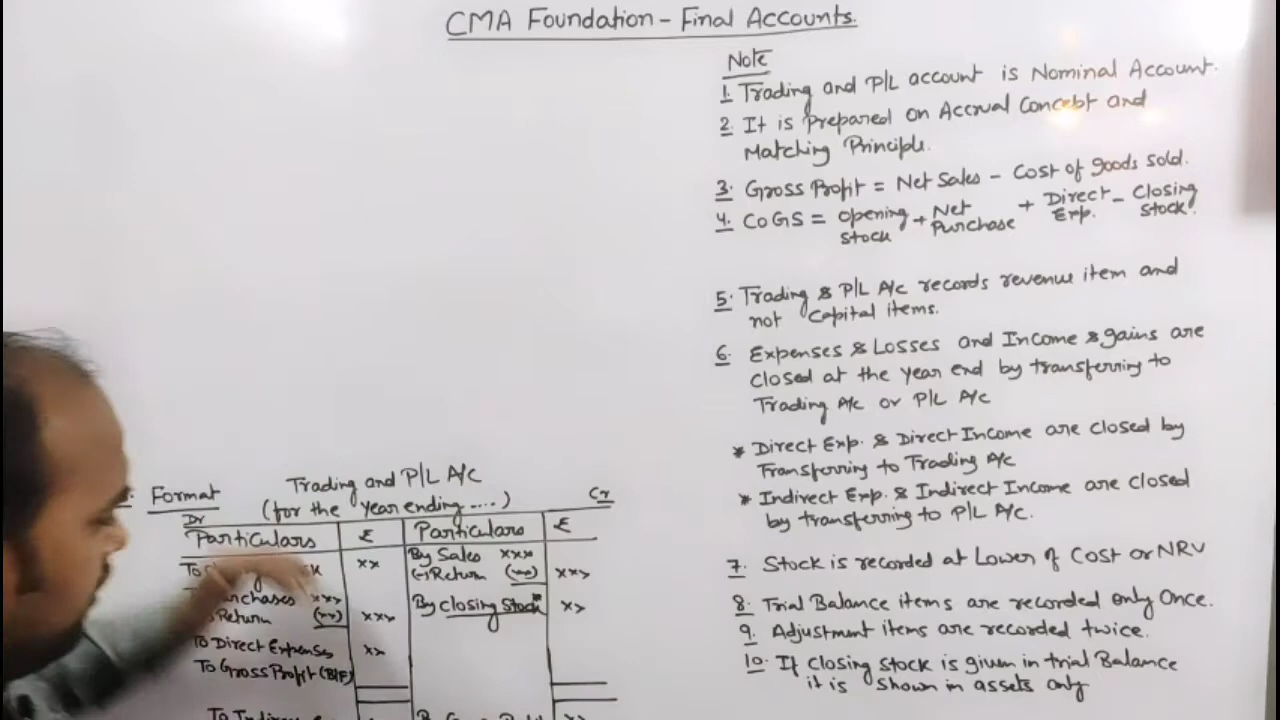 CMA Foundation - Final Accounts.
Note
1. Trading and P/L account is Nominal Account.
2. It is prepared on Accrual Concept and
Matching Principle.
3. Gross Profit = Net Sales - Cost of goods sold.
4. COGS = Opening Stock + Net Purchase + Direct Exp. - Closing Stock.
5. Trading & P/L A/c records revenue item and
not Capital items.
6. Expenses & Losses and Income & gains are
closed at the year end by transferring to
Trading A/c or P/L A/c
* Direct Exp. & Direct Income are closed by
Transferring to Trading A/c
* Indirect Exp. & Indirect Income are closed
by transferring to P/L A/c.
7. Stock is recorded at Lower of Cost or NRV
8. Trial Balance items are recorded only Once.
9. Adjustment items are recorded twice.
10. If closing stock is given in trial Balance
it is shown in assets only
Format
Trading and P/L A/c
(for the Year ending ....)
Dr Cr
Particulars ₹ Particulars ₹
To xx By Sales xxx
xxx (-) Return (xx) xxx
Return (xx) xxx By closing Stock* xx
To Direct Expenses xx
To Gross Profit (B/F)